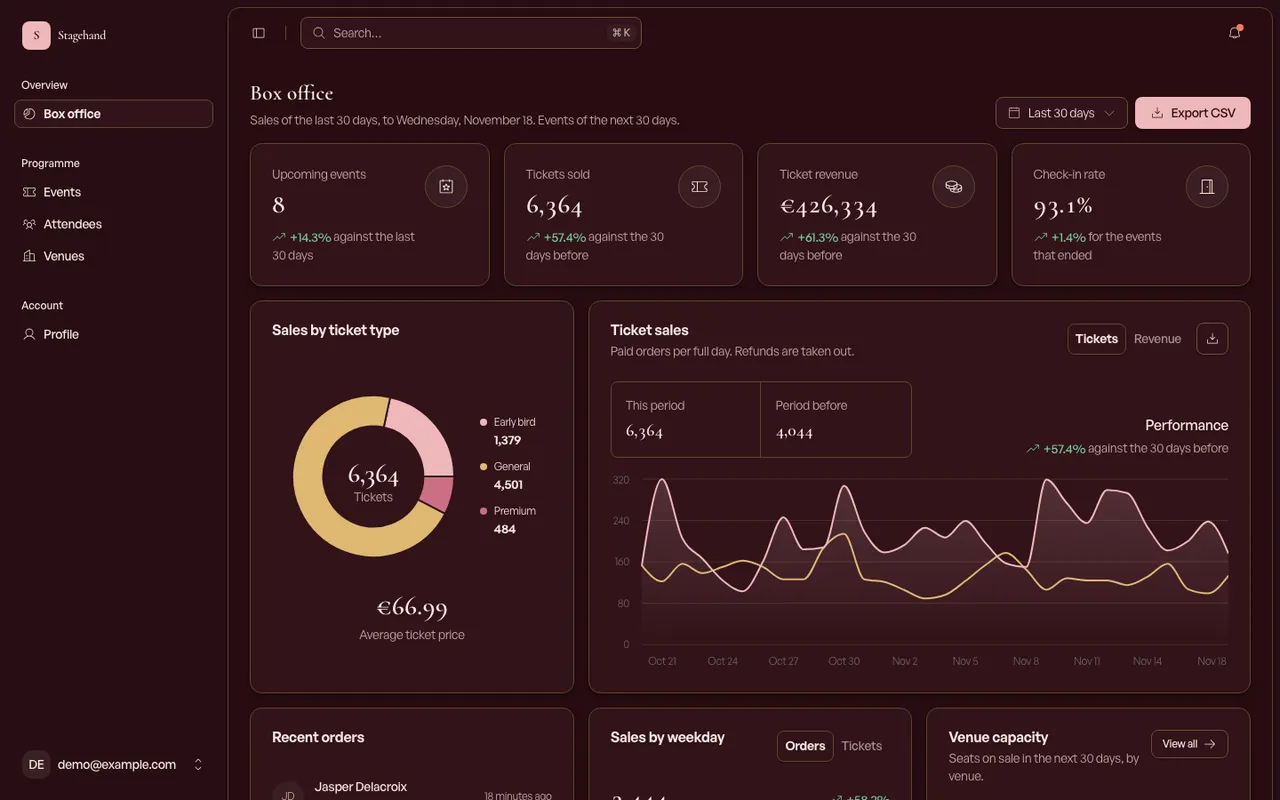 S
Stagehand
Search...
⌘ K
Overview
Box office
Programme
Events
Attendees
Venues
Account
Profile
DE
demo@example.com
Box office
Sales of the last 30 days, to Wednesday, November 18. Events of the next 30 days.
Last 30 days
Export CSV
Upcoming events
8
+14.3% against the last
30 days
Tickets sold
6,364
+57.4% against the 30
days before
Ticket revenue
€426,334
+61.3% against the 30
days before
Check-in rate
93.1%
+1.4% for the events
that ended
Sales by ticket type
6,364
Tickets
Early bird
1,379
General
4,501
Premium
484
€66.99
Average ticket price
Ticket sales
Paid orders per full day. Refunds are taken out.
Tickets
Revenue
This period
6,364
Period before
4,044
Performance
+57.4% against the 30 days before
320
240
160
80
0
Oct 21
Oct 24
Oct 27
Oct 30
Nov 2
Nov 5
Nov 8
Nov 11
Nov 14
Nov 18
Recent orders
JD
Jasper Delacroix
18 minutes ago
Sales by weekday
Orders
Tickets
+58.2%
Venue capacity
Seats on sale in the next 30 days, by
venue.
View all